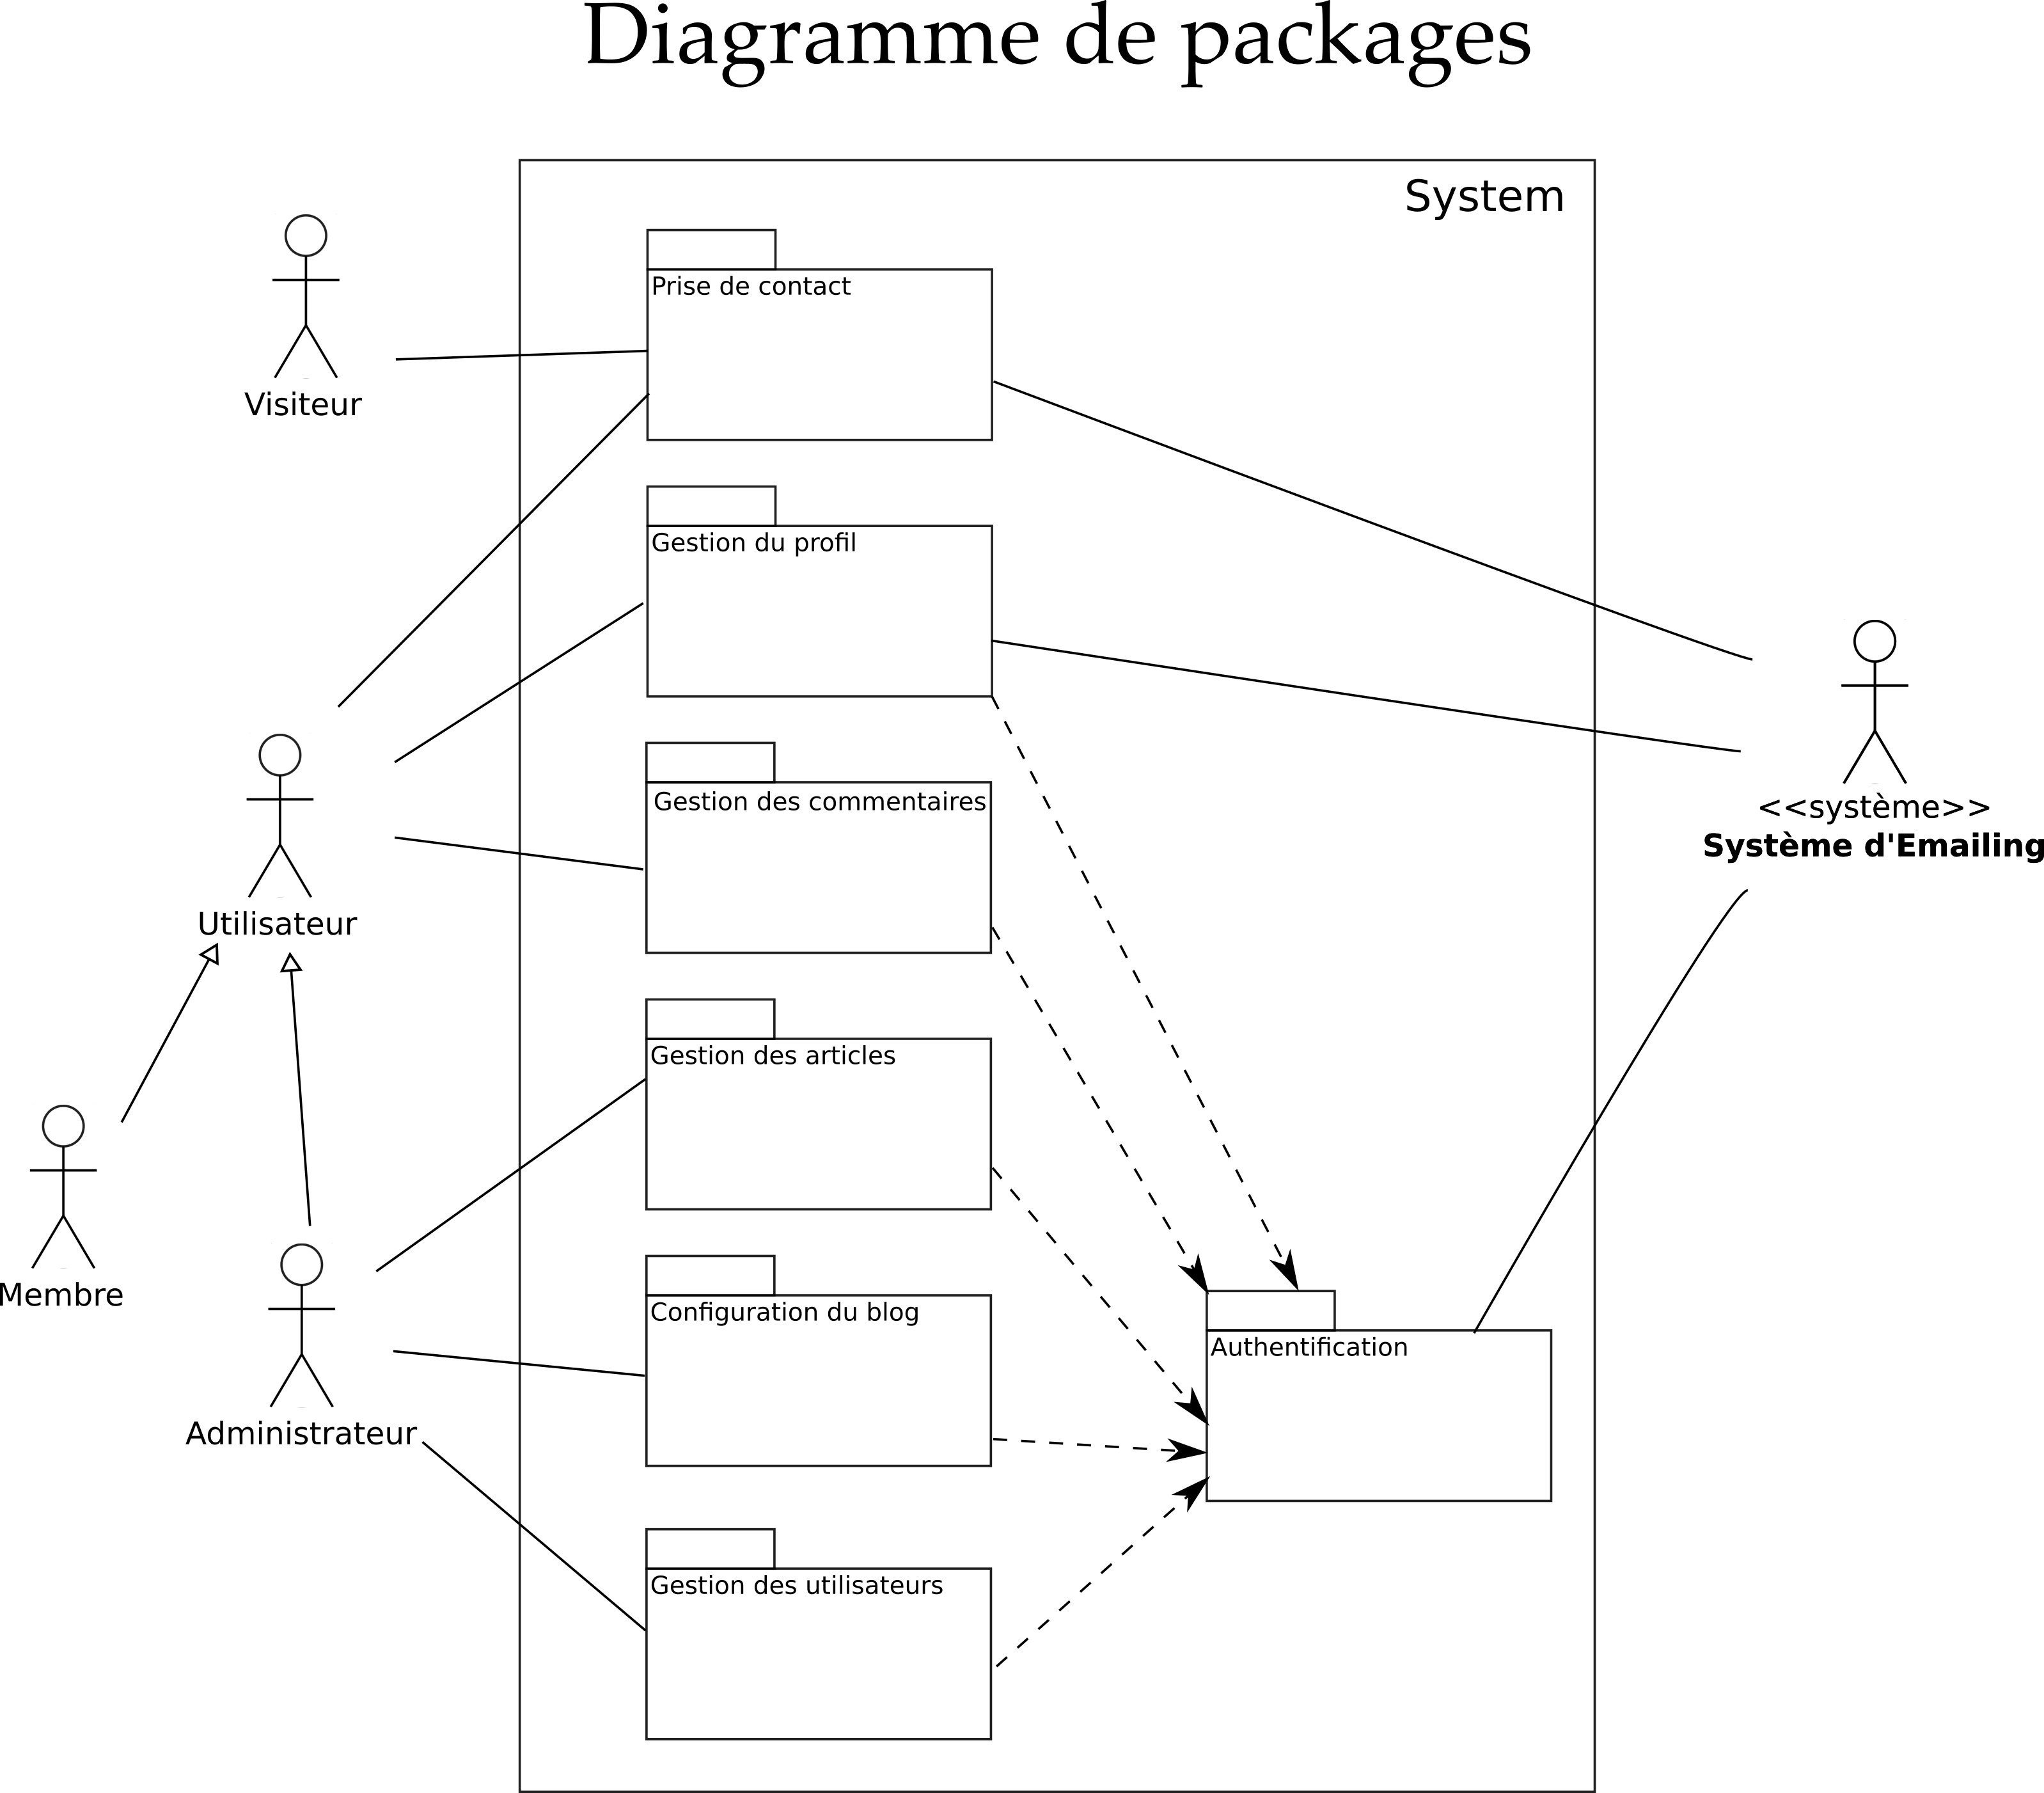 Diagramme de packages
System
Prise de contact
Visiteur
Gestion du profil
Gestion des commentaires
<<système>>
Système d'Emailing
Utilisateur
Gestion des articles
Membre
Configuration du blog
Authentification
Administrateur
Gestion des utilisateurs